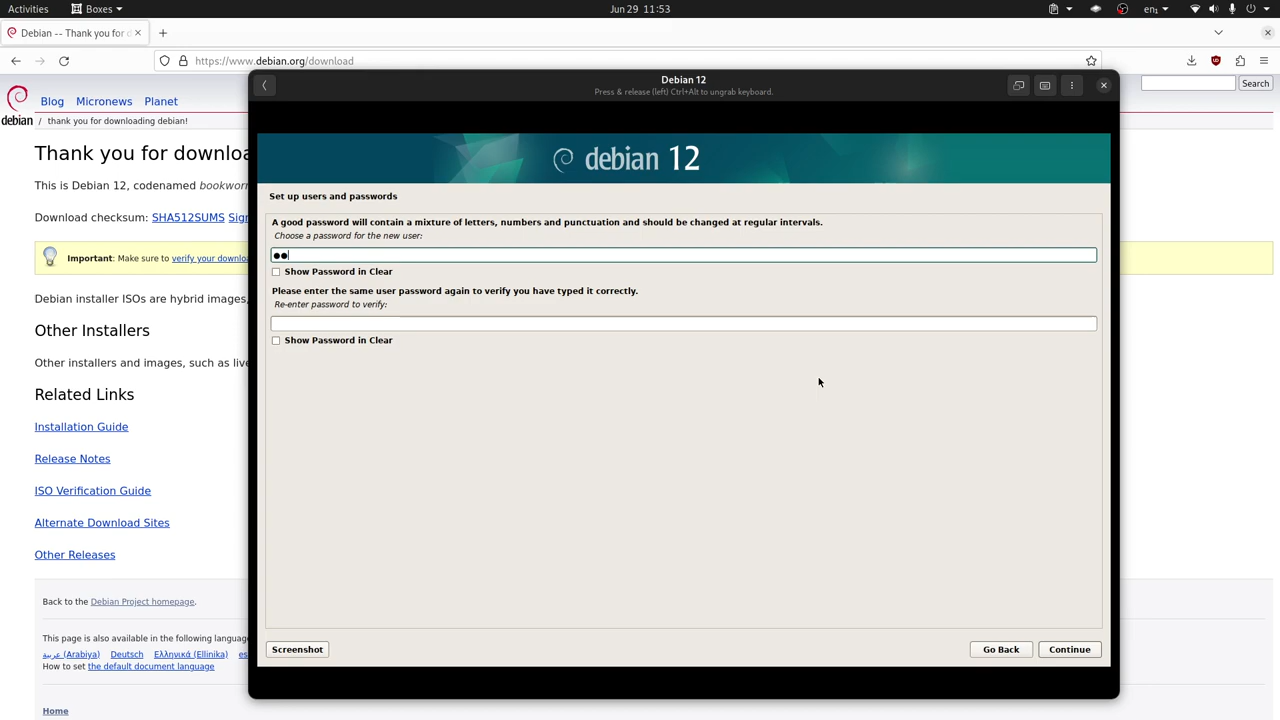 Activities
Boxes
Jun 29 11:53
en₁
Debian -- Thank you for d
https://www.debian.org/download
Debian 12
Press & release (left) Ctrl+Alt to ungrab keyboard.
debian
Blog Micronews Planet
Search
/ thank you for downloading debian!
Thank you for downloa
This is Debian 12, codenamed bookwor
Download checksum: SHA512SUMS Sign
Important: Make sure to verify your downloa
Debian installer ISOs are hybrid images,
Other Installers
Other installers and images, such as live
Related Links
Installation Guide
Release Notes
ISO Verification Guide
Alternate Download Sites
Other Releases
Back to the Debian Project homepage.
This page is also available in the following language
عربية (Arabiya) Deutsch Ελληνικά (Ellinika) es
How to set the default document language
Home
debian 12
Set up users and passwords
A good password will contain a mixture of letters, numbers and punctuation and should be changed at regular intervals.
Choose a password for the new user:
●●
Show Password in Clear
Please enter the same user password again to verify you have typed it correctly.
Re-enter password to verify:
Show Password in Clear
Screenshot
Go Back
Continue